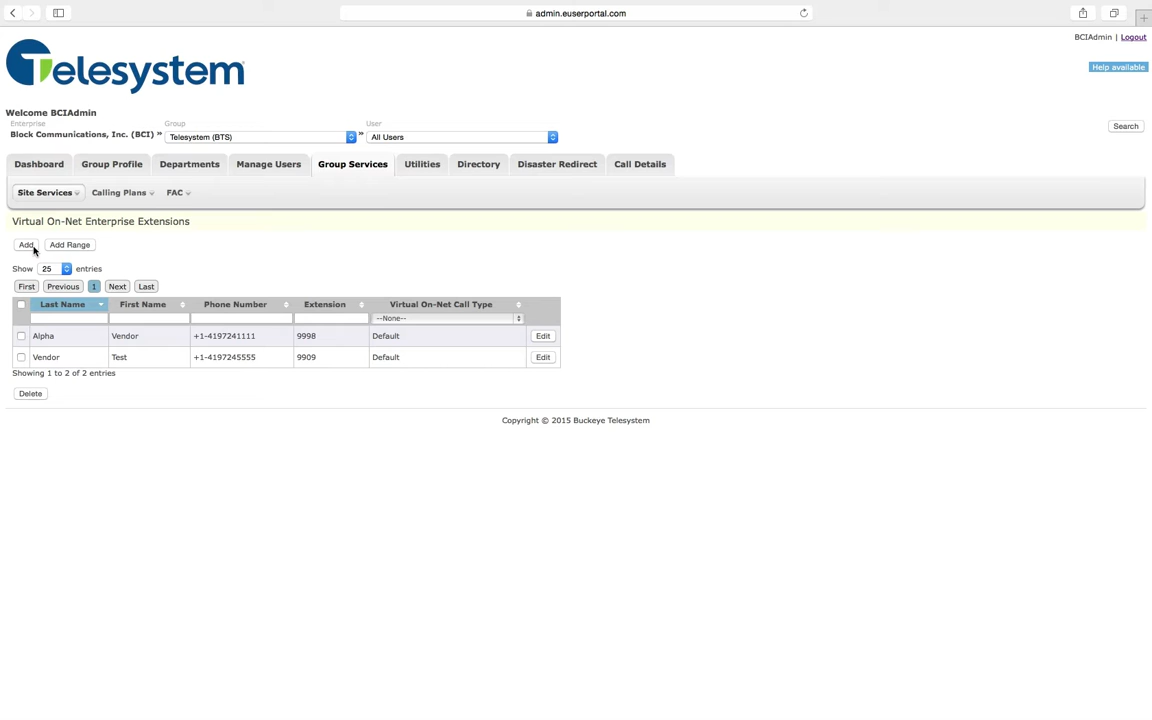 admin.euserportal.com
BCIAdmin | Logout
Telesystem
Help available
Welcome BCIAdmin
Enterprise Group User
Block Communications, Inc. (BCI) » Telesystem (BTS) » All Users
Search
Dashboard Group Profile Departments Manage Users Group Services Utilities Directory Disaster Redirect Call Details
Site Services Calling Plans FAC
Virtual On-Net Enterprise Extensions
Add Add Range
Show 25 entries
First Previous 1 Next Last
Last Name First Name Phone Number Extension Virtual On-Net Call Type
--None--
Alpha Vendor +1-4197241111 9998 Default Edit
Vendor Test +1-4197245555 9909 Default Edit
Showing 1 to 2 of 2 entries
Delete
Copyright © 2015 Buckeye Telesystem